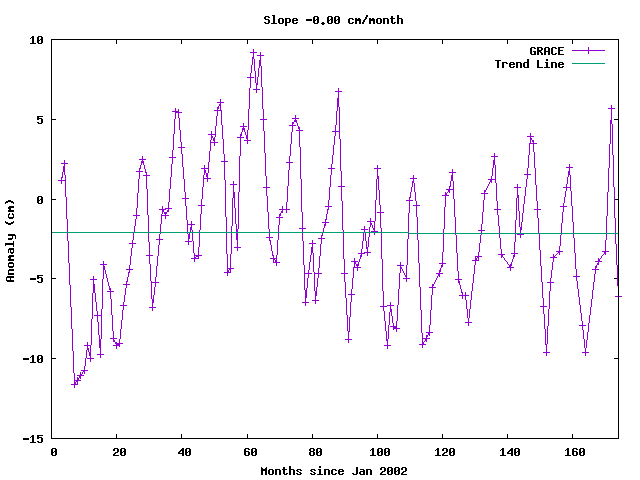 Slope -0.00 cm/month
GRACE
Trend Line
Anomaly (cm)
10
5
0
-5
-10
-15
0 20 40 60 80 100 120 140 160
Months since Jan 2002